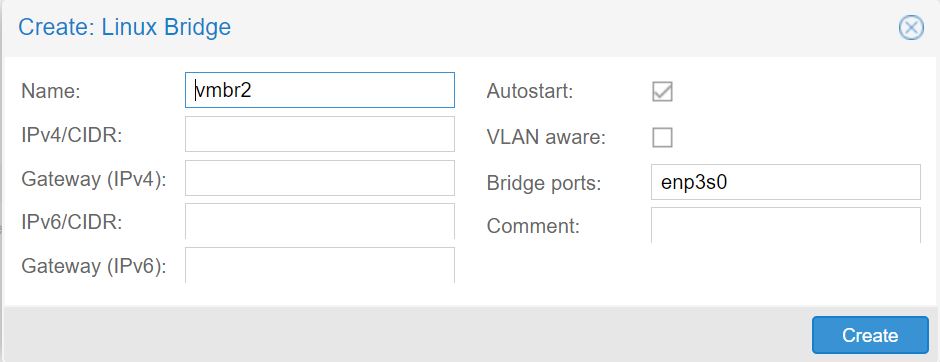 Create: Linux Bridge
Name: vmbr2
IPv4/CIDR:
Gateway (IPv4):
IPv6/CIDR:
Gateway (IPv6):
Autostart:
VLAN aware:
Bridge ports: enp3s0
Comment:
Create